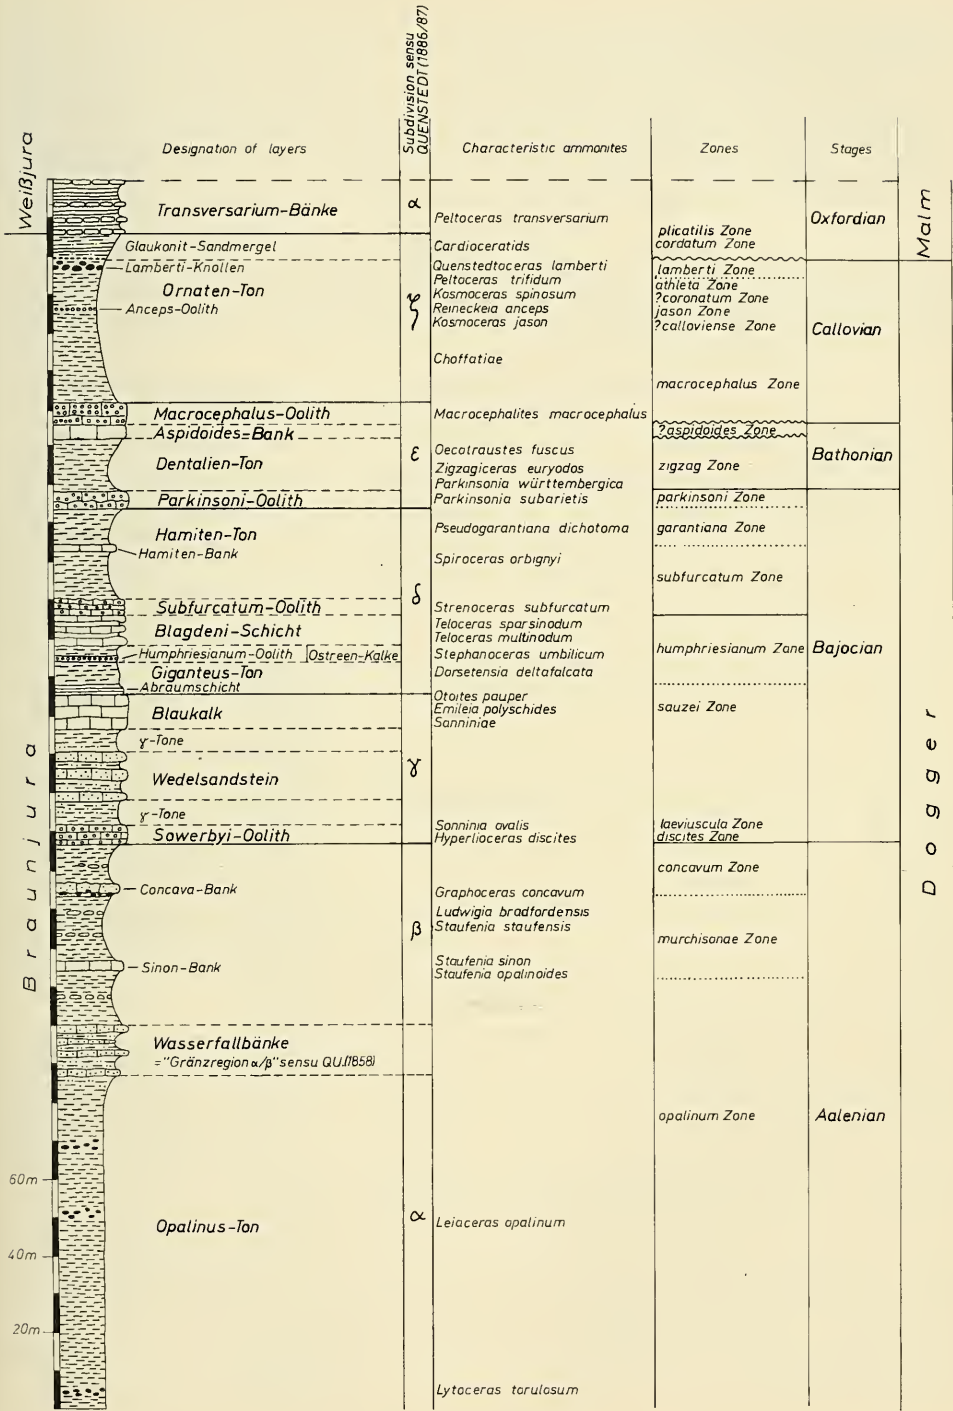 Weißjura
Designation of layers
Subdivision sensu
QUENSTEDT (1886/87)
Characteristic ammonites
Zones
Stages
Malm
Transversarium-Bänke
α
Peltoceras transversarium
Oxfordian
plicatilis Zone
Glaukonit-Sandmergel
Cardioceratids
cordatum Zone
Lamberti-Knollen
Quenstedtoceras lamberti
lamberti Zone
Peltoceras trifidum
athleta Zone
Ornaten-Ton
ζ
Kosmoceras spinosum
?coronatum Zone
Anceps-Oolith
Reineckeia anceps
jason Zone
Kosmoceras jason
?calloviense Zone
Callovian
Choffatiae
macrocephalus Zone
Macrocephalus-Oolith
Macrocephalites macrocephalus
Aspidoides-Bank
?aspidoides Zone
ε
Oecotraustes fuscus
Bathonian
Dentalien-Ton
Zigzagiceras euryodos
zigzag Zone
Parkinsonia württembergica
Parkinsoni-Oolith
Parkinsonia subarietis
parkinsoni Zone
Hamiten-Ton
Pseudogarantiana dichotoma
garantiana Zone
Hamiten-Bank
Spiroceras orbignyi
subfurcatum Zone
δ
Subfurcatum-Oolith
Strenoceras subfurcatum
Blagdeni-Schicht
Teloceras sparsinodum
Teloceras multinodum
Humphriesianum-Oolith
Ostreen-Kalke
Stephanoceras umbilicum
humphriesianum Zone
Bajocian
Giganteus-Ton
Dorsetensia deltafalcata
Abraumschicht
Otoites pauper
Blaukalk
Emileia polyschides
sauzei Zone
Sonniniae
γ-Tone
γ
Wedelsandstein
γ-Tone
Sonninia ovalis
laeviuscula Zone
Sowerbyi-Oolith
Hyperlioceras discites
discites Zone
concavum Zone
Concava-Bank
Graphoceras concavum
Ludwigia bradfordensis
β
Staufenia staufensis
murchisonae Zone
Sinon-Bank
Staufenia sinon
Staufenia opalinoides
Wasserfallbänke
="Gränzregion α/β" sensu QU.(1858)
opalinum Zone
Aalenian
Braunjura
Dogger
60m
Opalinus-Ton
α
Leioceras opalinum
40m
20m
Lytoceras torulosum